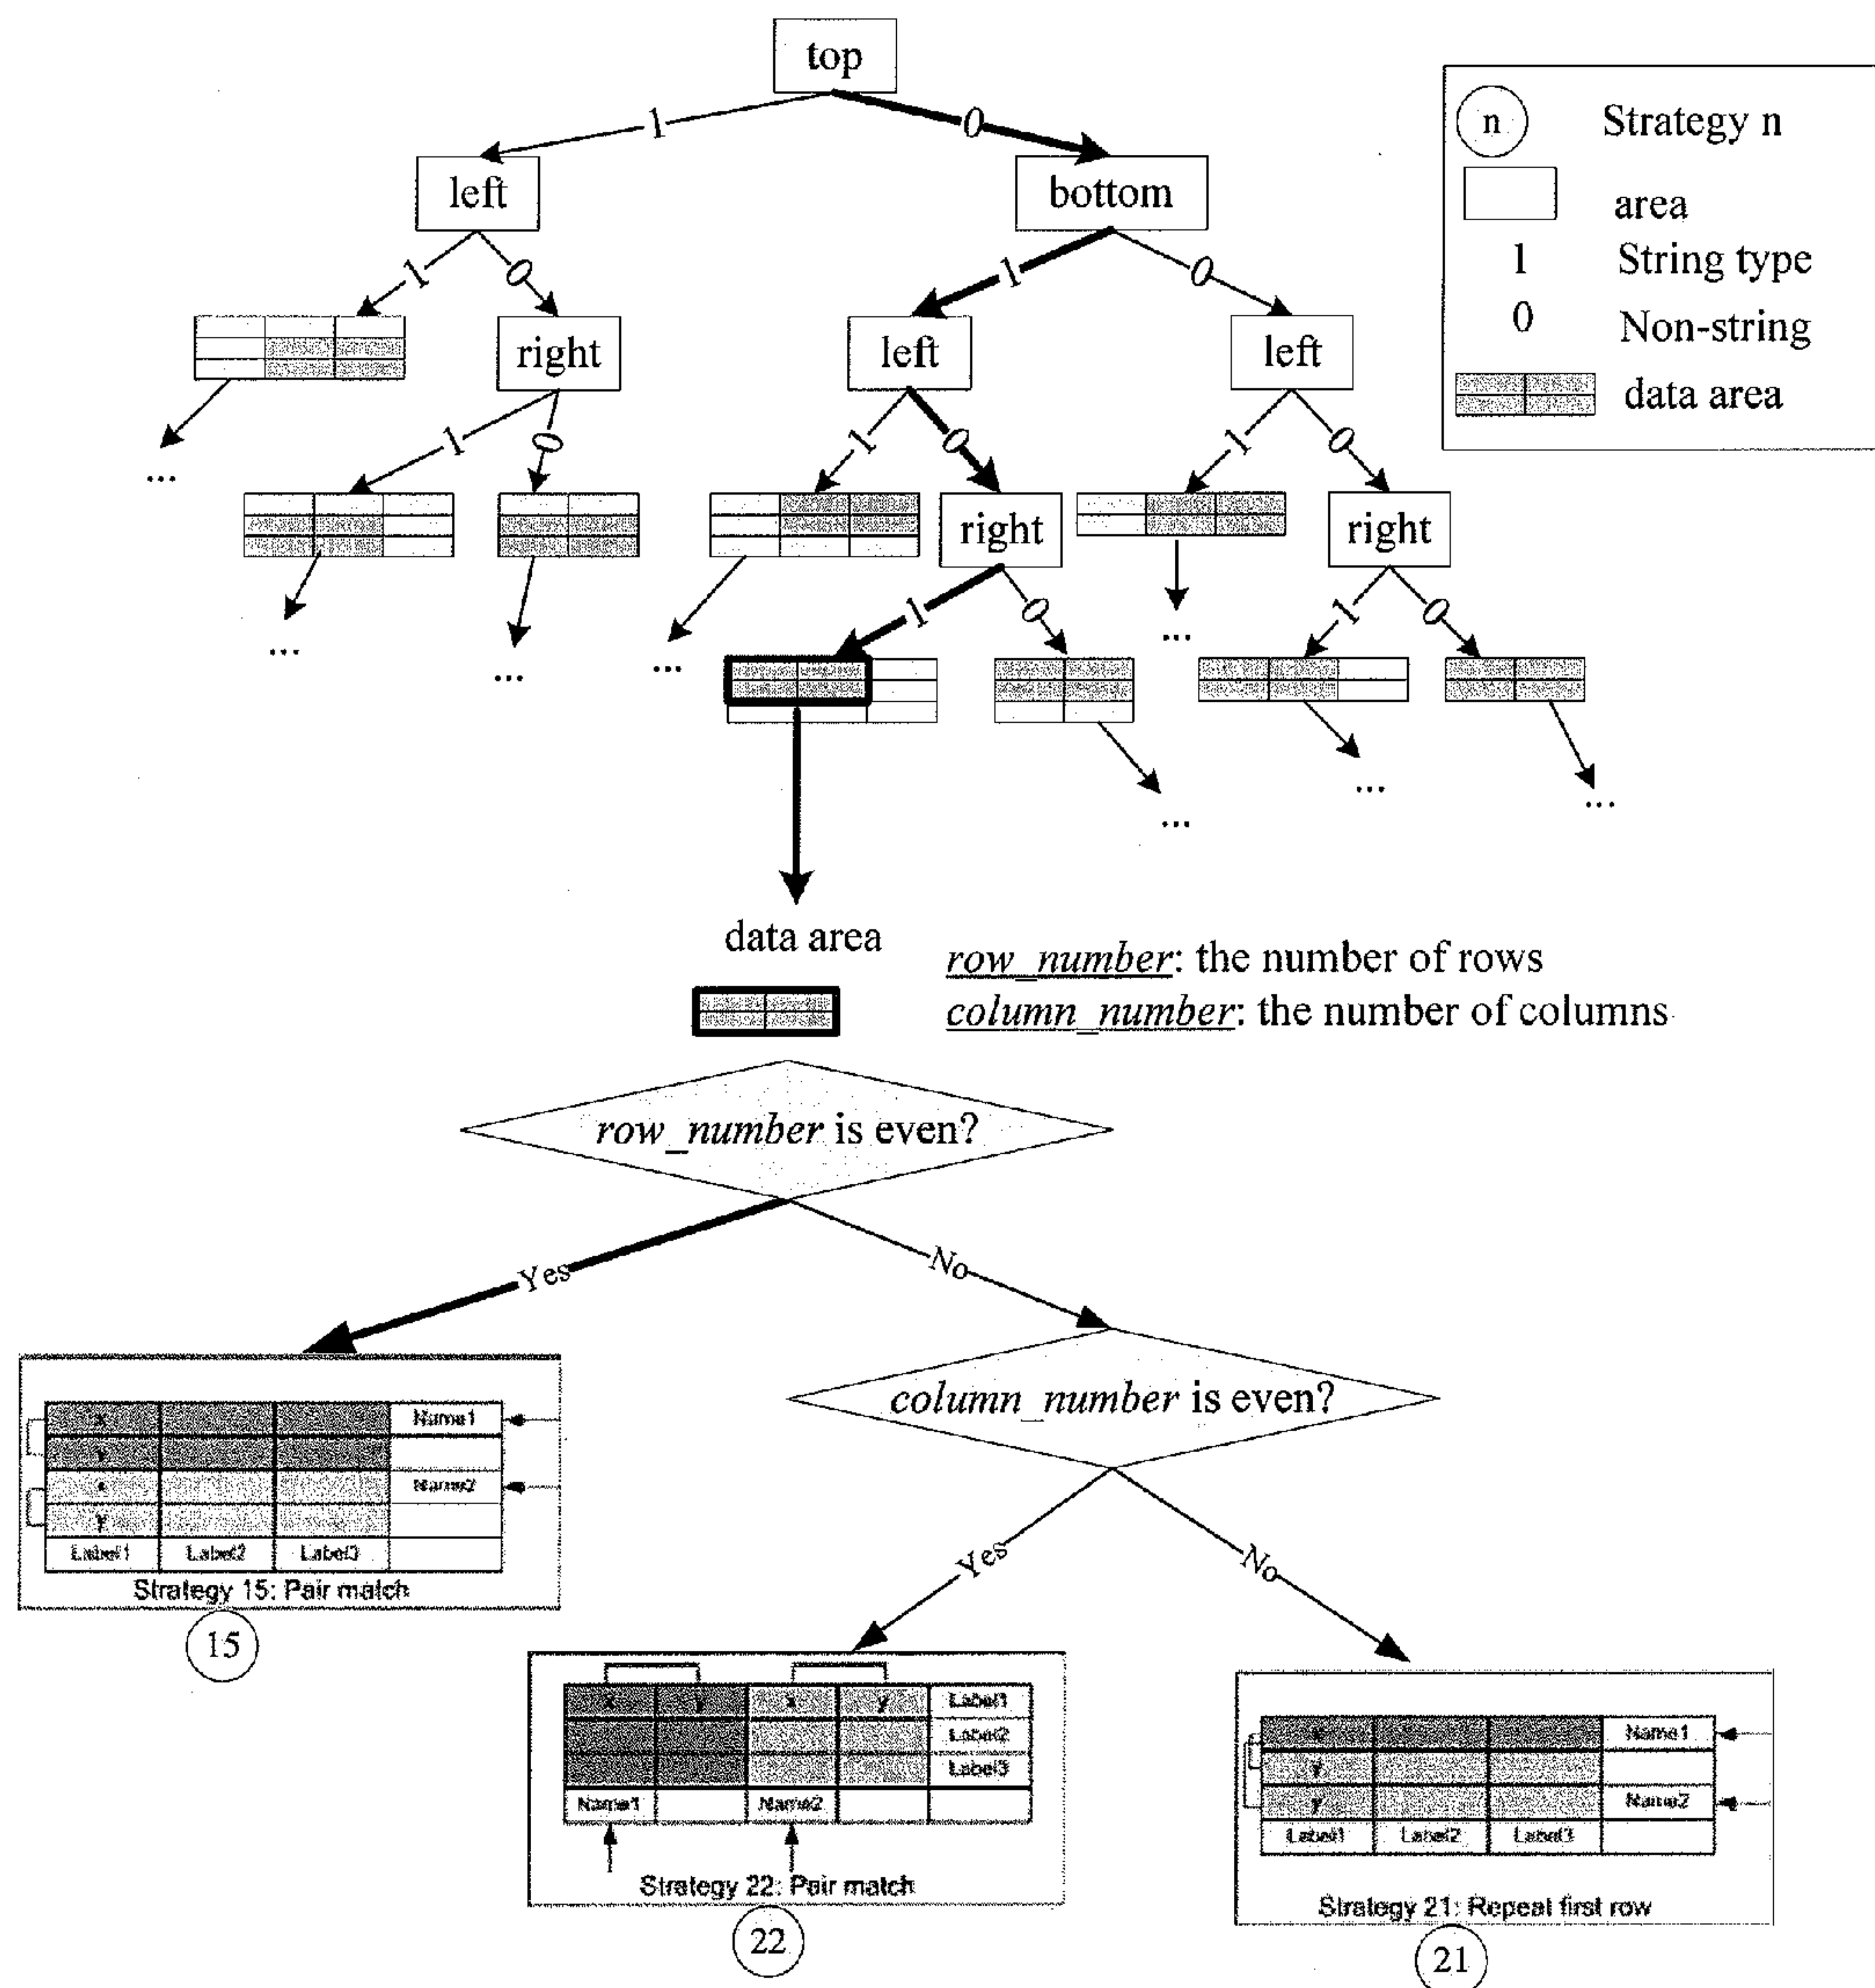 top
n Strategy n
1 0
left bottom
area
1 0 1 0
1 String type
0 Non-string
right left left
data area
1 0 1 0 1 0
...
right right
1 0 1 0
...
...
...
...
...
...
...
...
data area
row_number: the number of rows
column_number: the number of columns
row_number is even?
Yes No
column_number is even?
x Name1
y
x Name2
y
Label1 Label2 Label3
Strategy 15: Pair match
15
Yes No
x y x y Label1
Label2
Label3
Name1 Name2
Strategy 22: Pair match
22
x Name1
y
y Name2
Label1 Label2 Label3
Strategy 21: Repeat first row
21